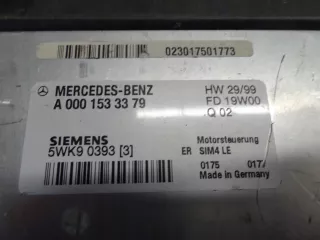 023017501773
MERCEDES-BENZ
HW 29/99
A 000 153 33 79
FD 19W00
Q 02
SIEMENS
Motorsteuerung
5WK9 0393 [3]
ER SIM4 LE
0175 0177
Made in Germany